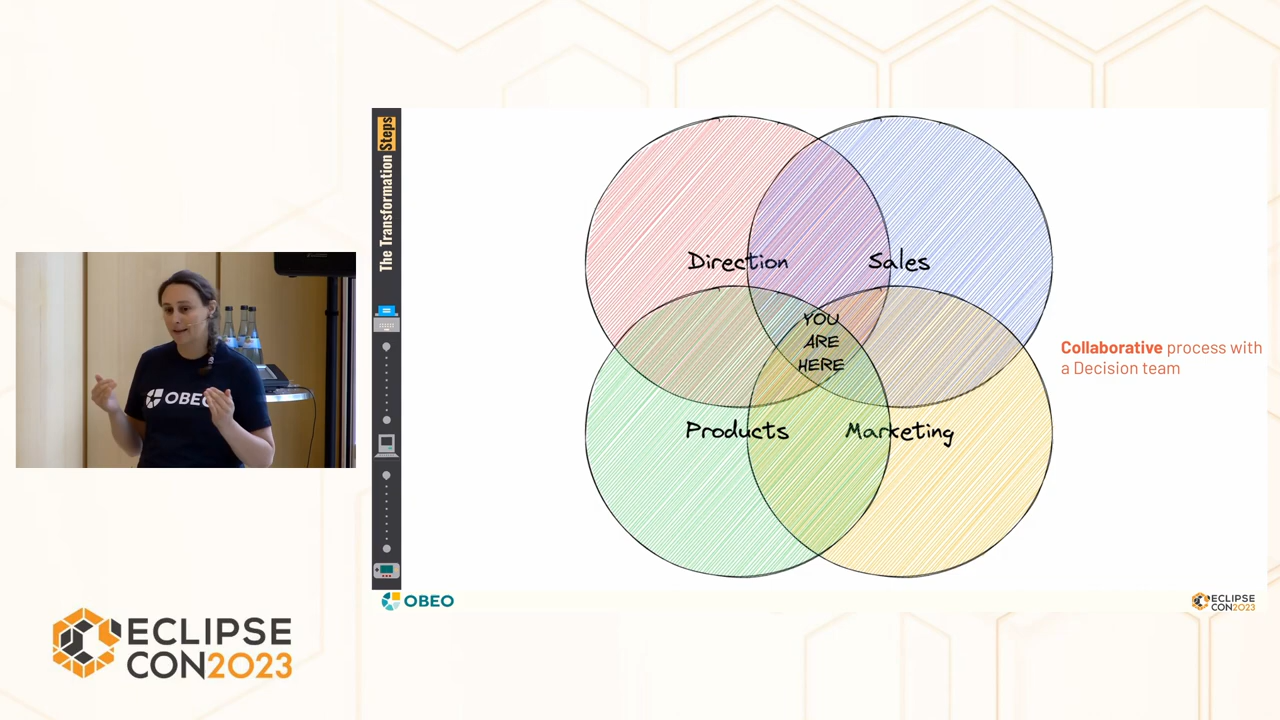 The Transformation Steps
Direction
Sales
YOU
ARE
HERE
Products
Marketing
Collaborative process with
a Decision team
OBEO
OBEO
ECLIPSE
CON2023
ECLIPSE
CON2023